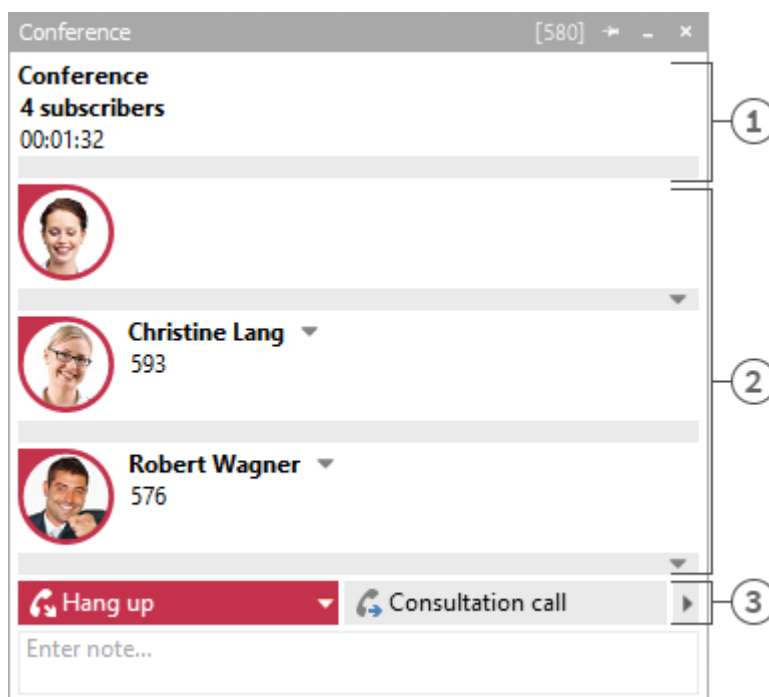 Conference [580]
Conference
4 subscribers
00:01:32
1
Christine Lang
593
2
Robert Wagner
576
Hang up Consultation call
3
Enter note...